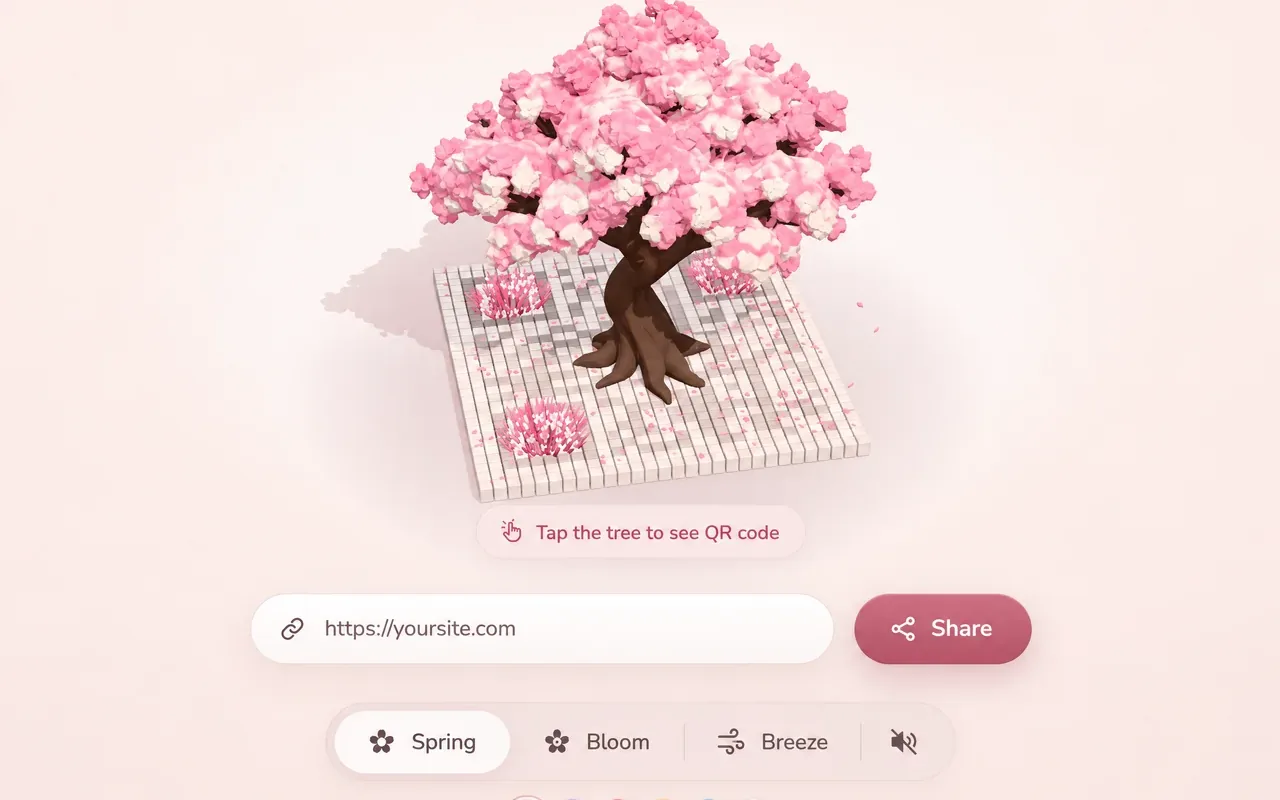 Tap the tree to see QR code
https://yoursite.com
Share
Spring
Bloom
Breeze